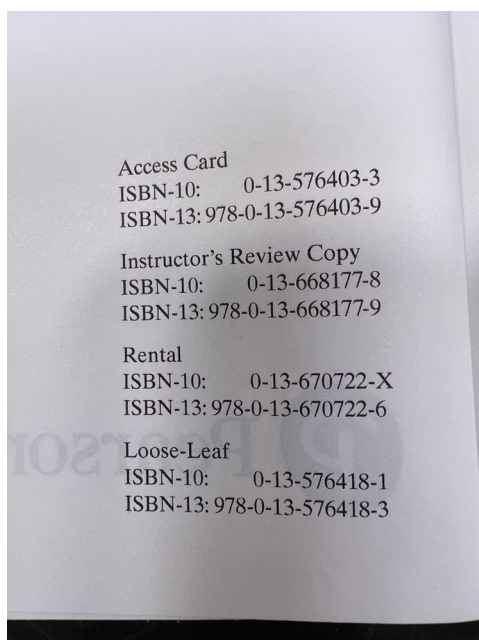 Access Card
ISBN-10: 0-13-576403-3
ISBN-13: 978-0-13-576403-9
Instructor's Review Copy
ISBN-10: 0-13-668177-8
ISBN-13: 978-0-13-668177-9
Rental
ISBN-10: 0-13-670722-X
ISBN-13: 978-0-13-670722-6
Loose-Leaf
ISBN-10: 0-13-576418-1
ISBN-13: 978-0-13-576418-3